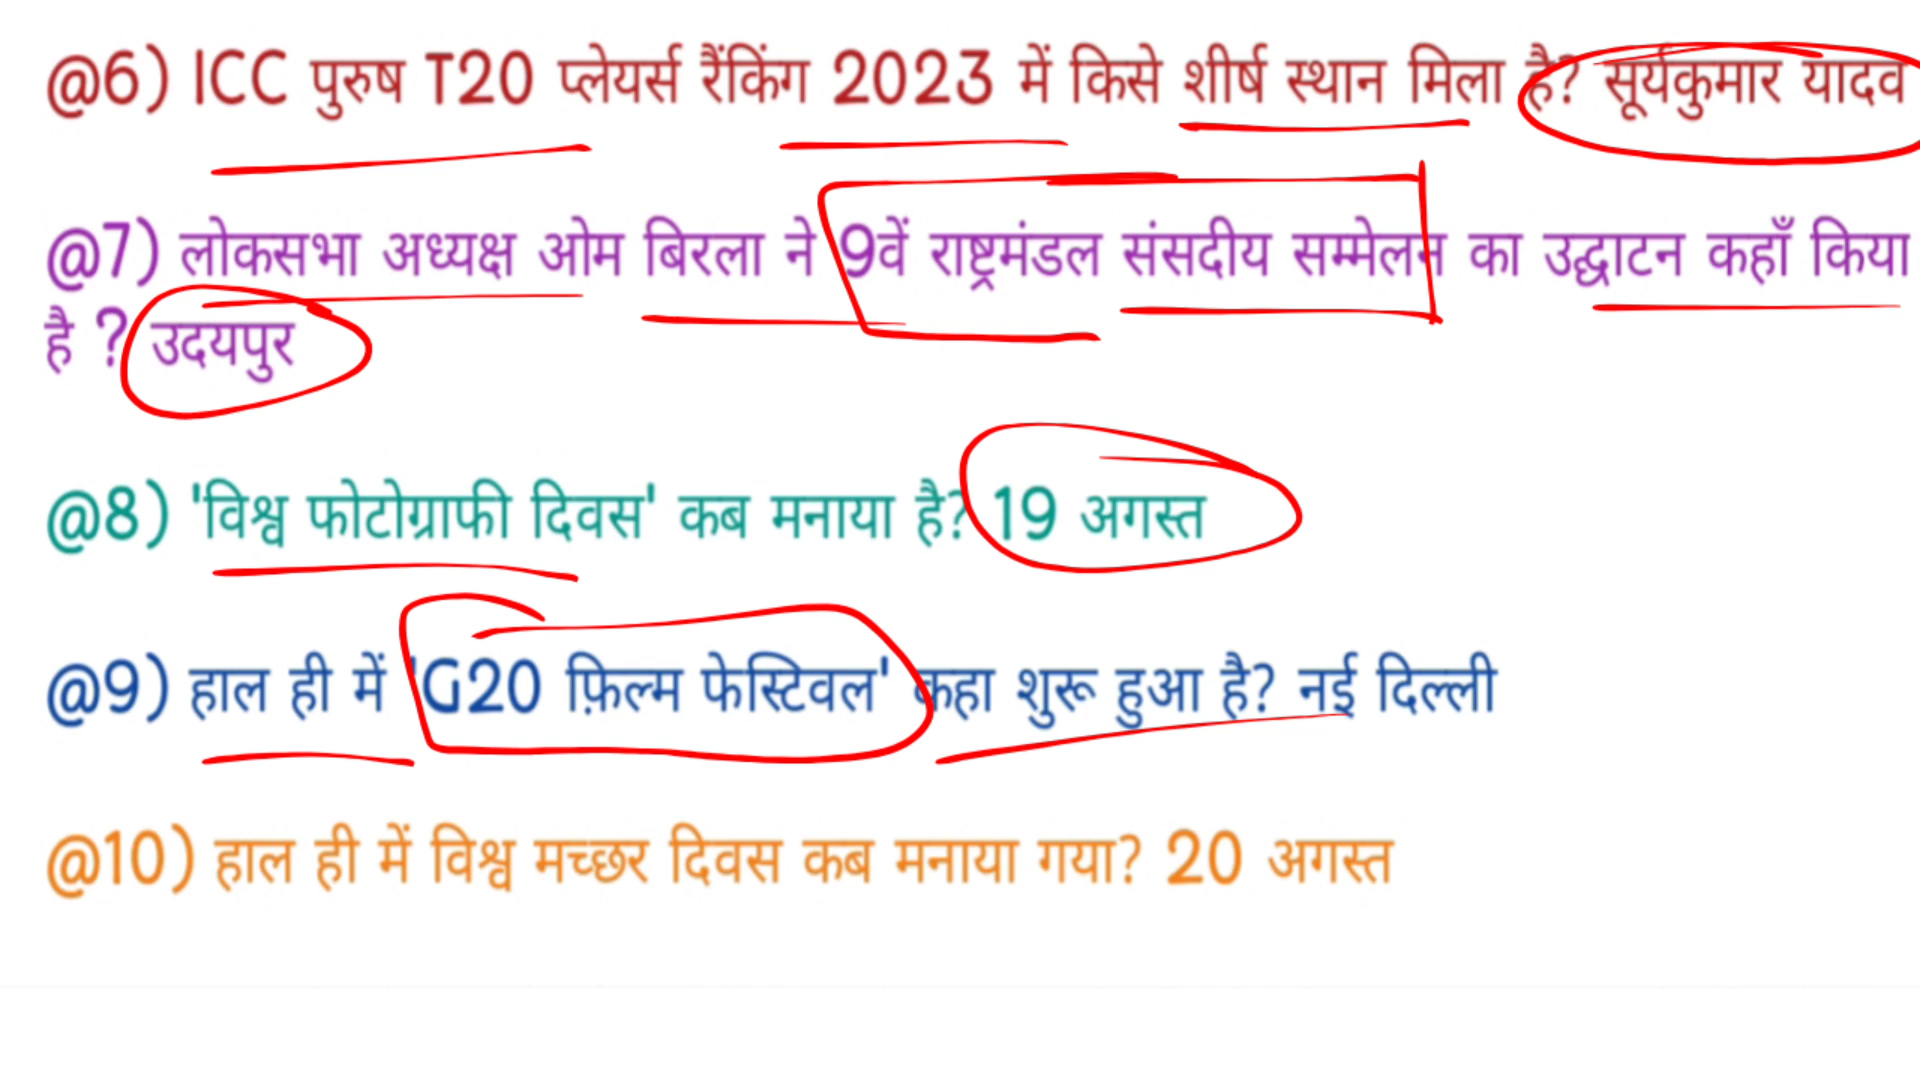 @6) ICC पुरुष T20 प्लेयर्स रैंकिंग 2023 में किसे शीर्ष स्थान मिला है? सूर्यकुमार यादव
@7) लोकसभा अध्यक्ष ओम बिरला ने 9वें राष्ट्रमंडल संसदीय सम्मेलन का उद्घाटन कहाँ किया
है ? उदयपुर
@8) 'विश्व फोटोग्राफी दिवस' कब मनाया है? 19 अगस्त
@9) हाल ही में 'G20 फ़िल्म फेस्टिवल' कहा शुरू हुआ है? नई दिल्ली
@10) हाल ही में विश्व मच्छर दिवस कब मनाया गया? 20 अगस्त